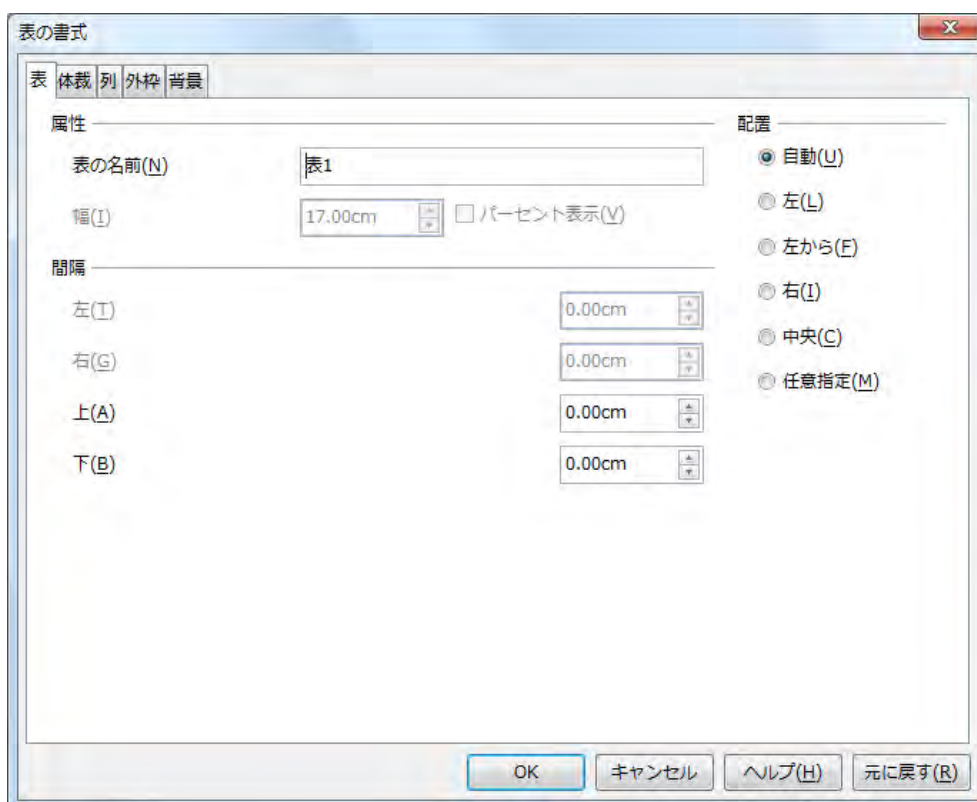 表の書式
表 体裁 列 外枠 背景
属性
表の名前(N) 表1
幅(I) 17.00cm パーセント表示(V)
間隔
左(T) 0.00cm
右(G) 0.00cm
上(A) 0.00cm
下(B) 0.00cm
配置
自動(U)
左(L)
左から(F)
右(I)
中央(C)
任意指定(M)
OK キャンセル ヘルプ(H) 元に戻す(R)